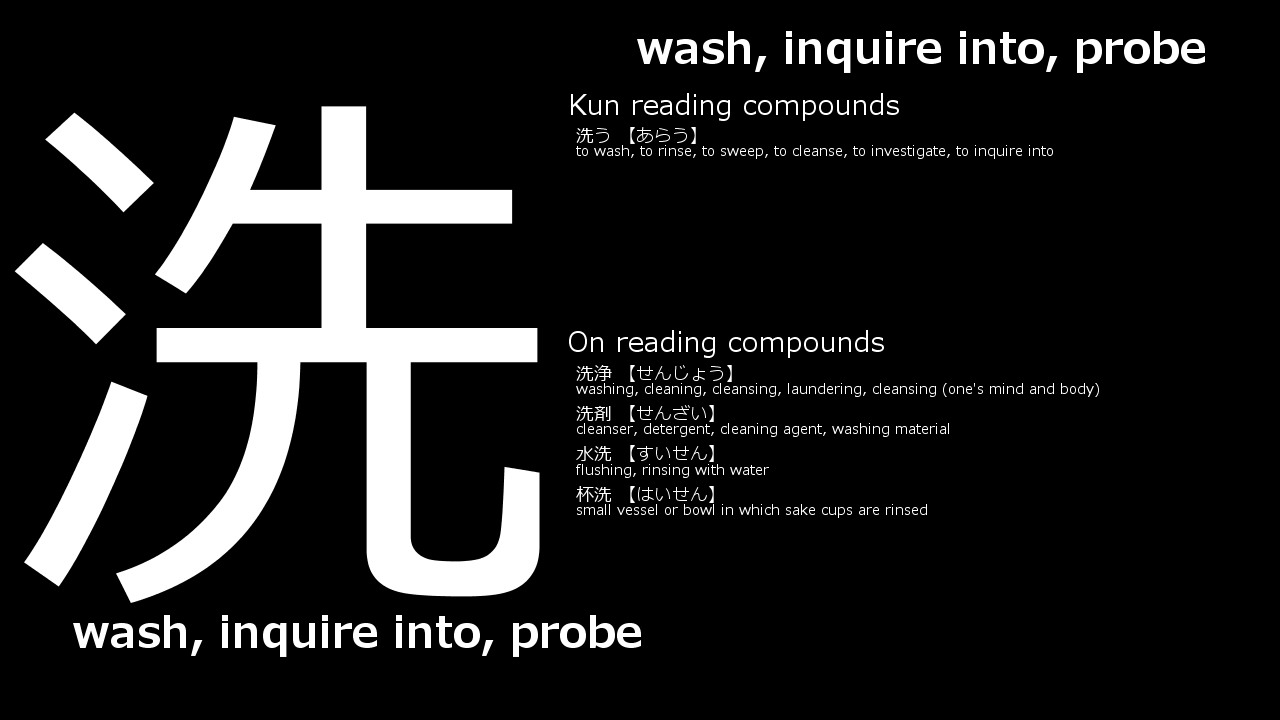 wash, inquire into, probe
洗
Kun reading compounds
洗う 【あらう】
to wash, to rinse, to sweep, to cleanse, to investigate, to inquire into
On reading compounds
洗浄 【せんじょう】
washing, cleaning, cleansing, laundering, cleansing (one's mind and body)
洗剤 【せんざい】
cleanser, detergent, cleaning agent, washing material
水洗 【すいせん】
flushing, rinsing with water
杯洗 【はいせん】
small vessel or bowl in which sake cups are rinsed
wash, inquire into, probe